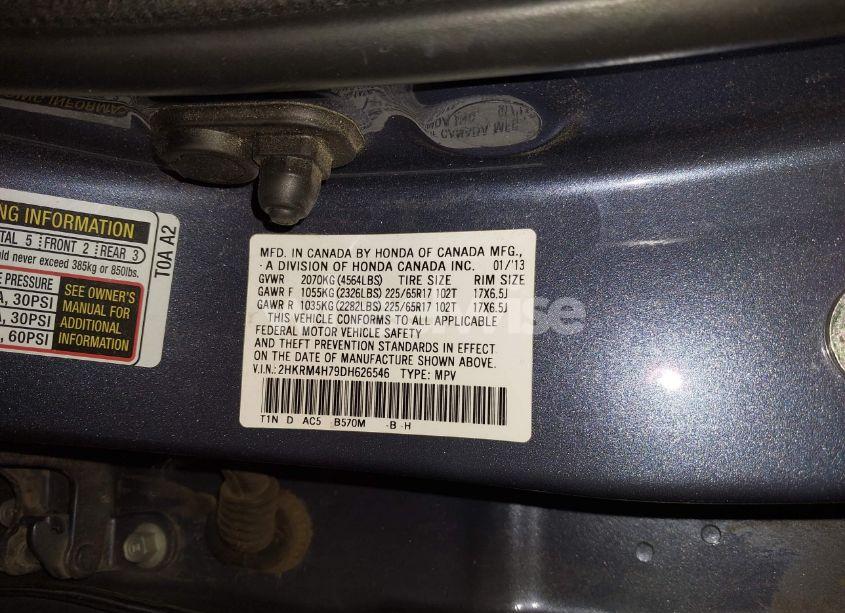 NG INFORMATION
TAL 5 FRONT 2 REAR 3
uld never exceed 385kg or 850lbs.
E PRESSURE
A, 30PSI
A, 30PSI
, 60PSI
SEE OWNER'S
MANUAL FOR
ADDITIONAL
INFORMATION
T0A A2
MFD. IN CANADA BY HONDA OF CANADA MFG.,
A DIVISION OF HONDA CANADA INC. 01/13
GVWR 2070KG(4564LBS) TIRE SIZE RIM SIZE
GAWR F 1055KG(2326LBS) 225/65R17 102T 17X6.5J
GAWR R 1035KG(2282LBS) 225/65R17 102T 17X6.5J
THIS VEHICLE CONFORMS TO ALL APPLICABLE
FEDERAL MOTOR VEHICLE SAFETY
AND THEFT PREVENTION STANDARDS IN EFFECT
ON THE DATE OF MANUFACTURE SHOWN ABOVE.
V.I.N.: 2HKRM4H79DH626546 TYPE: MPV
T1N D AC5 B570M -B-H